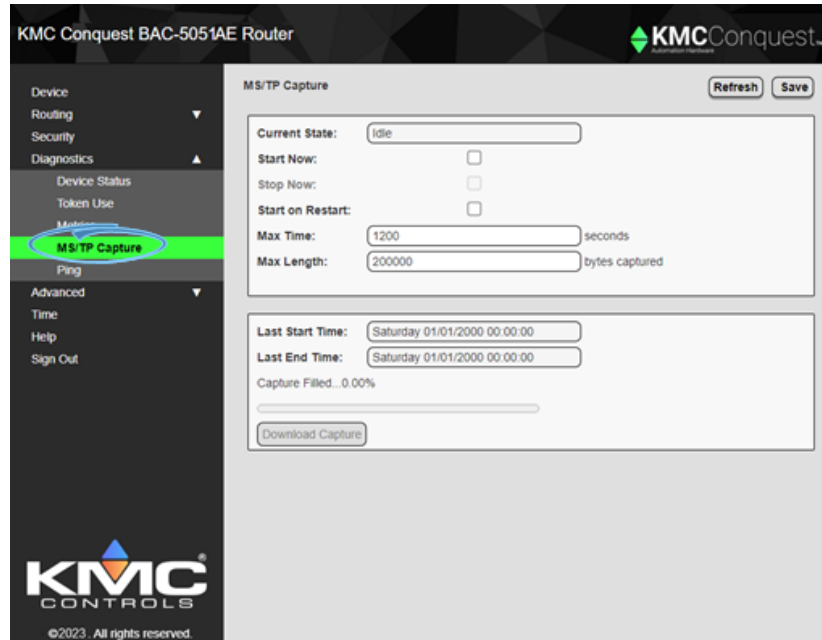 KMC Conquest BAC-5051AE Router
KMCConquest
Automation Hardware
Device
Routing
Security
Diagnostics
Device Status
Token Use
Metrics
MS/TP Capture
Ping
Advanced
Time
Help
Sign Out
MS/TP Capture
Refresh Save
Current State: Idle
Start Now:
Stop Now:
Start on Restart:
Max Time: 1200 seconds
Max Length: 200000 bytes captured
Last Start Time: Saturday 01/01/2000 00:00:00
Last End Time: Saturday 01/01/2000 00:00:00
Capture Filled...0.00%
Download Capture
KMC®
CONTROLS
©2023 . All rights reserved.